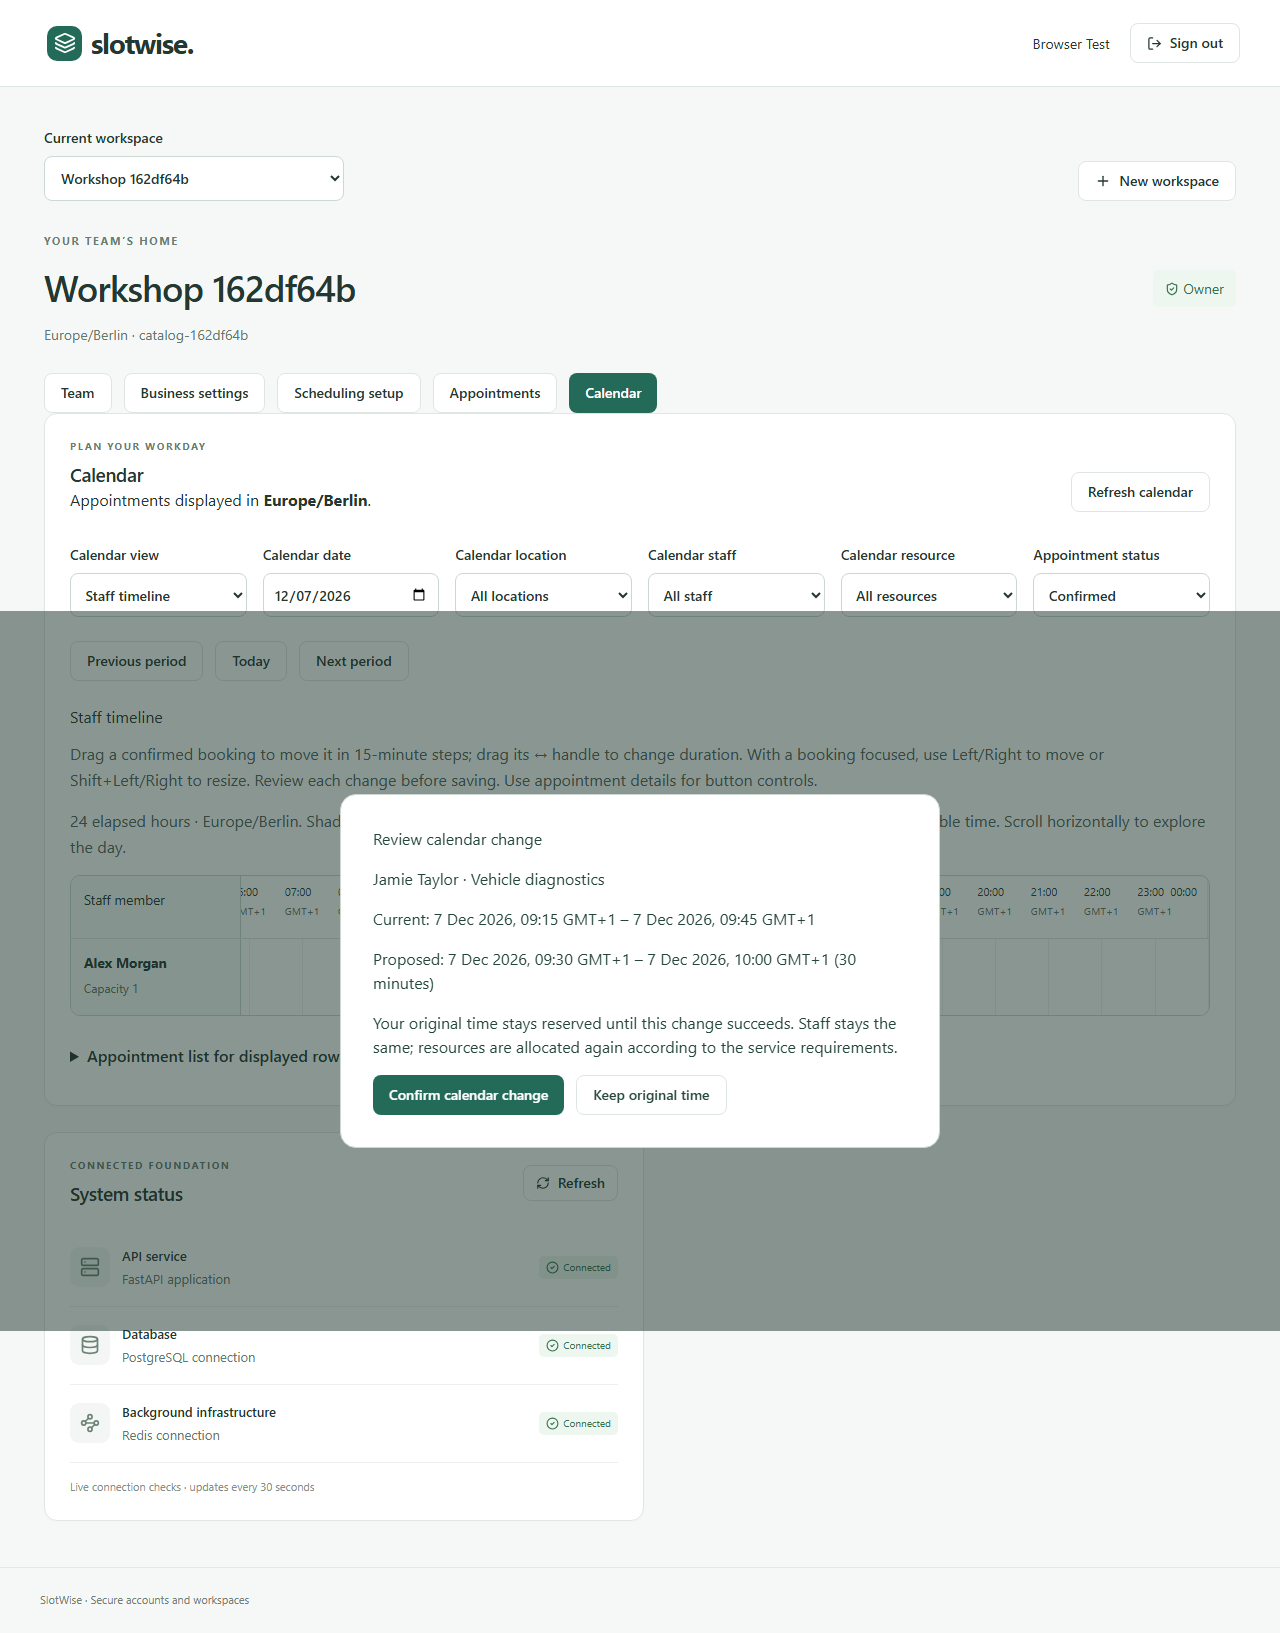 slotwise.
Browser Test
Sign out
Current workspace
Workshop 162df64b
New workspace
YOUR TEAM'S HOME
Workshop 162df64b
Owner
Europe/Berlin · catalog-162df64b
Team
Business settings
Scheduling setup
Appointments
Calendar
PLAN YOUR WORKDAY
Calendar
Appointments displayed in Europe/Berlin.
Refresh calendar
Calendar view
Calendar date
Calendar location
Calendar staff
Calendar resource
Appointment status
Staff timeline
12/07/2026
All locations
All staff
All resources
Confirmed
Previous period
Today
Next period
Staff timeline
Drag a confirmed booking to move it in 15-minute steps; drag its ↔ handle to change duration. With a booking focused, use Left/Right to move or
Shift+Left/Right to resize. Review each change before saving. Use appointment details for button controls.
24 elapsed hours · Europe/Berlin. Shad
ble time. Scroll horizontally to explore
the day.
Staff member
:00
07:00
00
20:00
21:00
22:00
23:00
00:00
MT+1
GMT+1
T+1
GMT+1
GMT+1
GMT+1
GMT+1
Alex Morgan
Capacity 1
Appointment list for displayed row
Review calendar change
Jamie Taylor · Vehicle diagnostics
Current: 7 Dec 2026, 09:15 GMT+1 – 7 Dec 2026, 09:45 GMT+1
Proposed: 7 Dec 2026, 09:30 GMT+1 – 7 Dec 2026, 10:00 GMT+1 (30
minutes)
Your original time stays reserved until this change succeeds. Staff stays the
same; resources are allocated again according to the service requirements.
Confirm calendar change
Keep original time
CONNECTED FOUNDATION
System status
Refresh
API service
FastAPI application
Connected
Database
PostgreSQL connection
Connected
Background infrastructure
Redis connection
Connected
Live connection checks · updates every 30 seconds
SlotWise · Secure accounts and workspaces